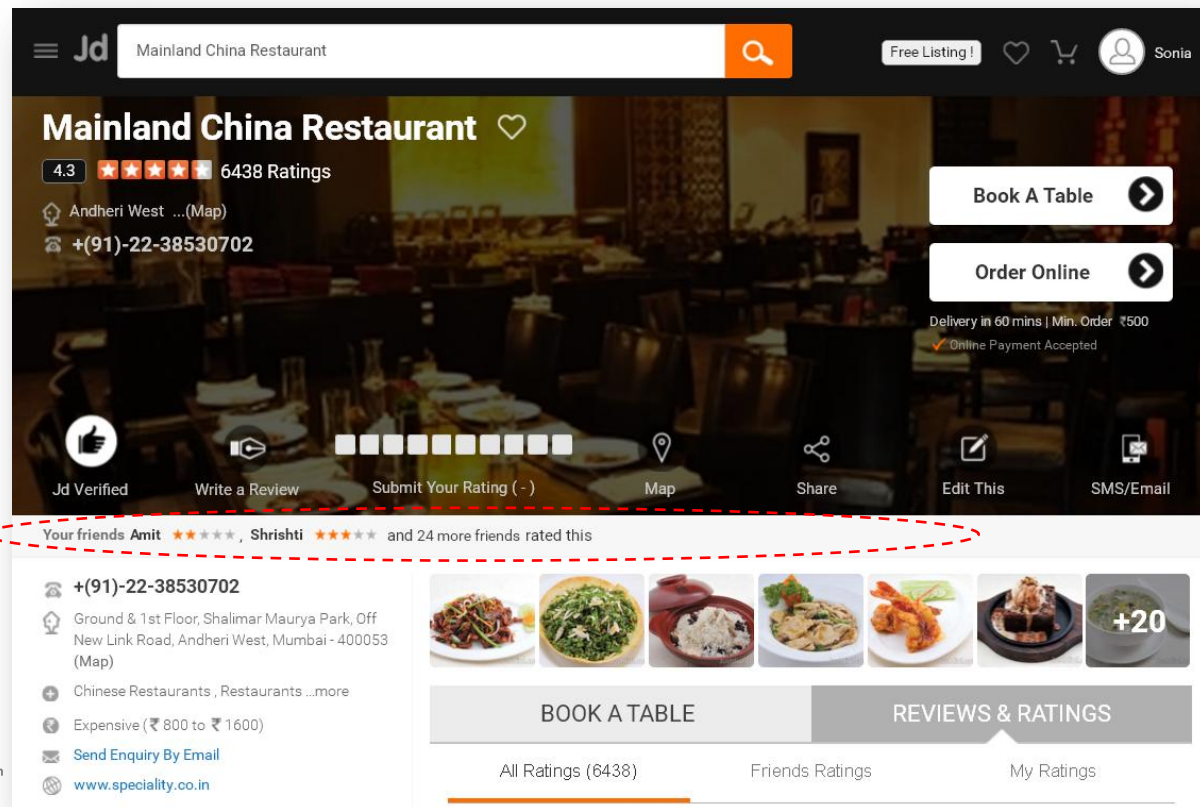 Jd
Mainland China Restaurant
Free Listing !
Sonia
Mainland China Restaurant
4.3 6438 Ratings
Andheri West ...(Map)
+(91)-22-38530702
Book A Table
Order Online
Delivery in 60 mins | Min. Order ₹500
Online Payment Accepted
Jd Verified
Write a Review
Submit Your Rating ( - )
Map
Share
Edit This
SMS/Email
Your friends Amit , Shrishti and 24 more friends rated this
+(91)-22-38530702
Ground & 1st Floor, Shalimar Maurya Park, Off
New Link Road, Andheri West, Mumbai - 400053
(Map)
Chinese Restaurants , Restaurants ...more
Expensive ( ₹ 800 to ₹ 1600)
Send Enquiry By Email
www.speciality.co.in
+20
BOOK A TABLE
REVIEWS & RATINGS
All Ratings (6438)
Friends Ratings
My Ratings